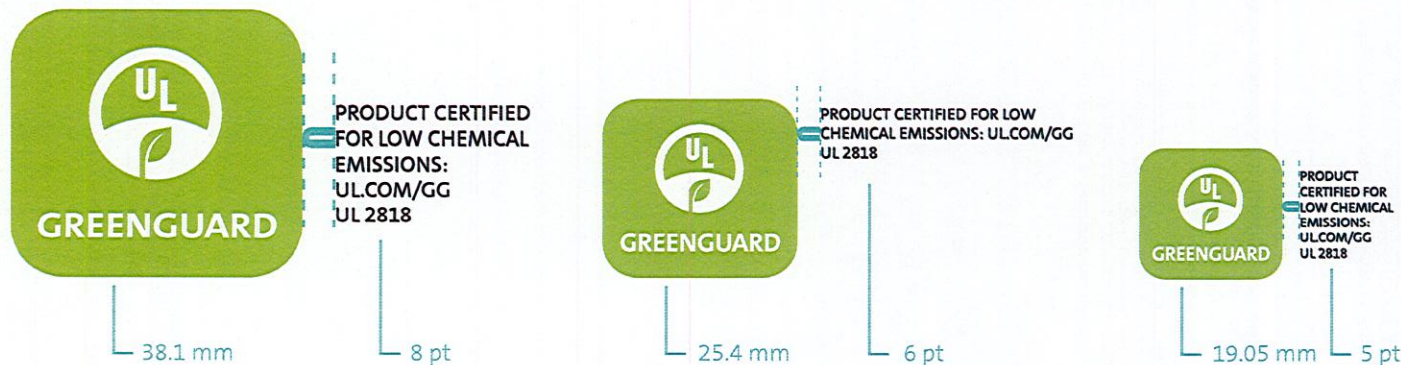 UL
GREENGUARD
PRODUCT CERTIFIED
FOR LOW CHEMICAL
EMISSIONS:
UL.COM/GG
UL 2818
38.1 mm
8 pt
UL
GREENGUARD
PRODUCT CERTIFIED FOR LOW
CHEMICAL EMISSIONS: UL.COM/GG
UL 2818
25.4 mm
6 pt
UL
GREENGUARD
PRODUCT
CERTIFIED FOR
LOW CHEMICAL
EMISSIONS:
UL.COM/GG
UL 2818
19.05 mm
5 pt